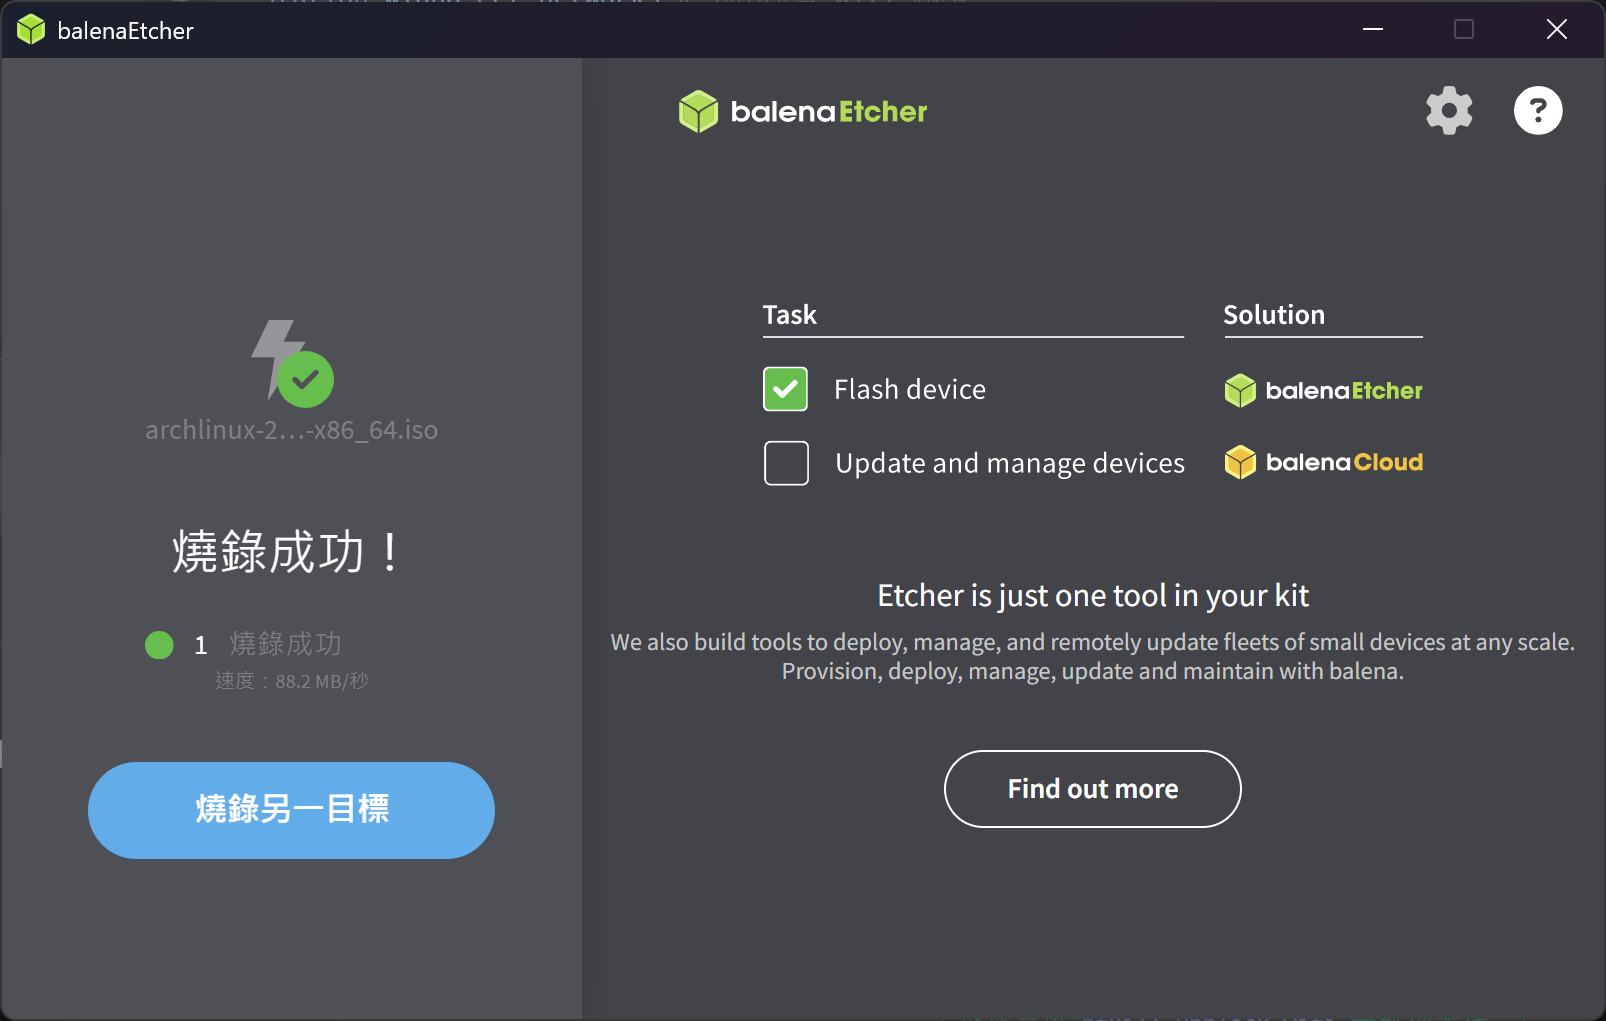 balenaEtcher
balenaEtcher
archlinux-2...-x86_64.iso
燒錄成功！
1 燒錄成功
速度：88.2 MB/秒
燒錄另一目標
Task Solution
Flash device balenaEtcher
Update and manage devices balenaCloud
Etcher is just one tool in your kit
We also build tools to deploy, manage, and remotely update fleets of small devices at any scale.
Provision, deploy, manage, update and maintain with balena.
Find out more